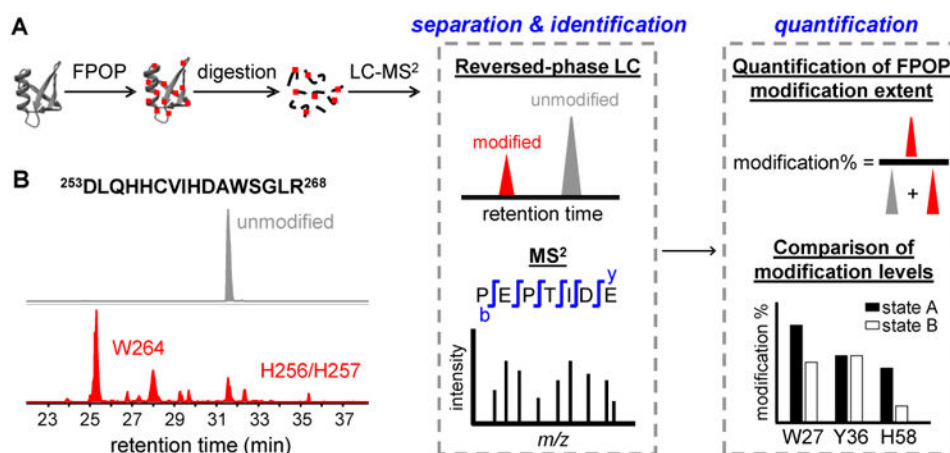 separation & identification
quantification
A
FPOP
digestion
LC-MS²
Reversed-phase LC
unmodified
modified
retention time
MS²
PEPTIDE
b
y
intensity
m/z
Quantification of FPOP
modification extent
modification% =
+
Comparison of
modification levels
modification %
state A
state B
W27 Y36 H58
B
²⁵³DLQHHCVIHDAWSGLR²⁶⁸
unmodified
W264
H256/H257
23 25 27 29 31 33 35 37
retention time (min)